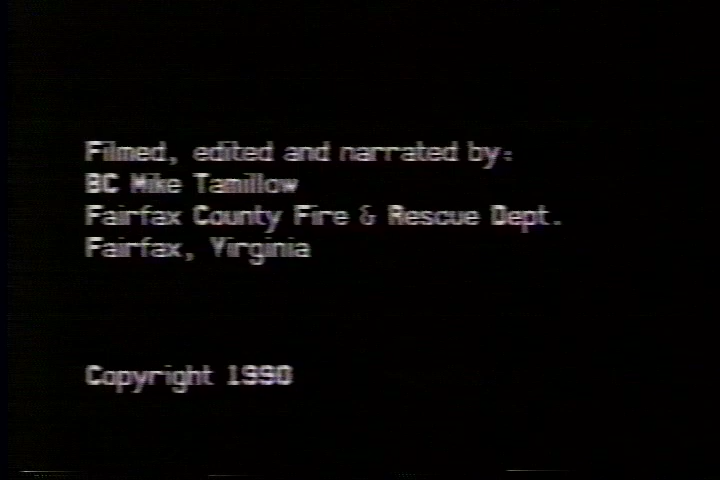 Filmed, edited and narrated by:
BC Mike Tamillow
Fairfax County Fire & Rescue Dept.
Fairfax, Virginia
Copyright 1990